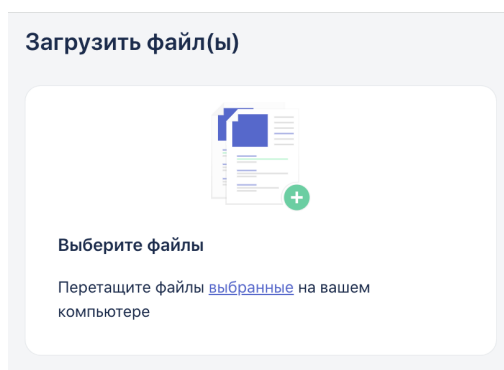 Загрузить файл(ы)
Выберите файлы
Перетащите файлы выбранные на вашем
компьютере